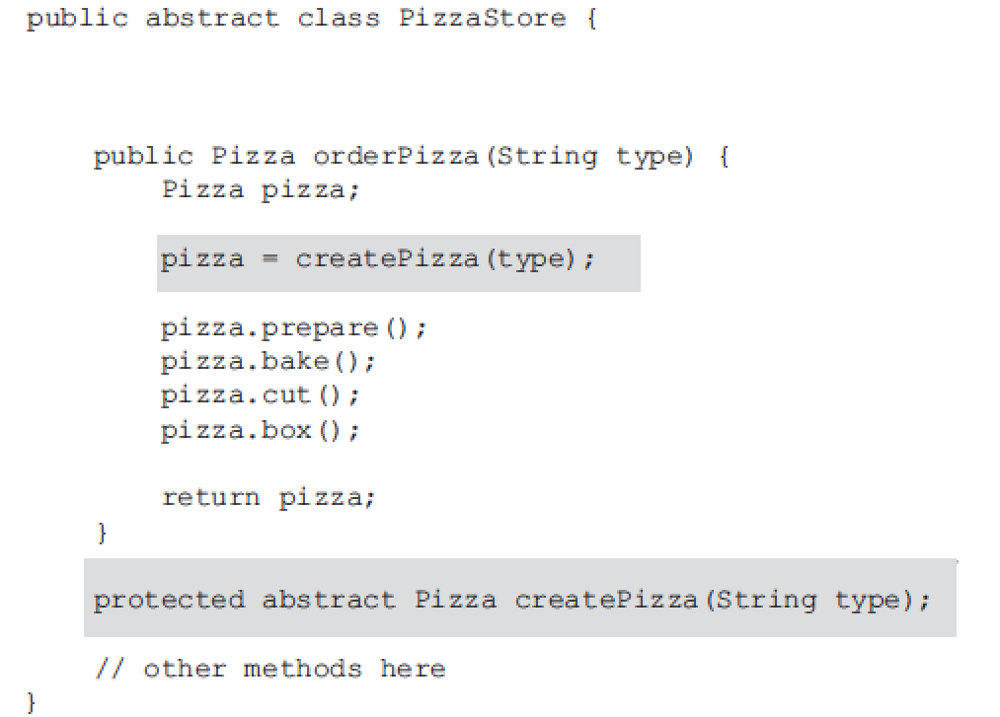 public abstract class PizzaStore {
public Pizza orderPizza(String type) {
Pizza pizza;
pizza = createPizza(type);
pizza.prepare();
pizza.bake();
pizza.cut();
pizza.box();
return pizza;
}
protected abstract Pizza createPizza(String type);
// other methods here
}